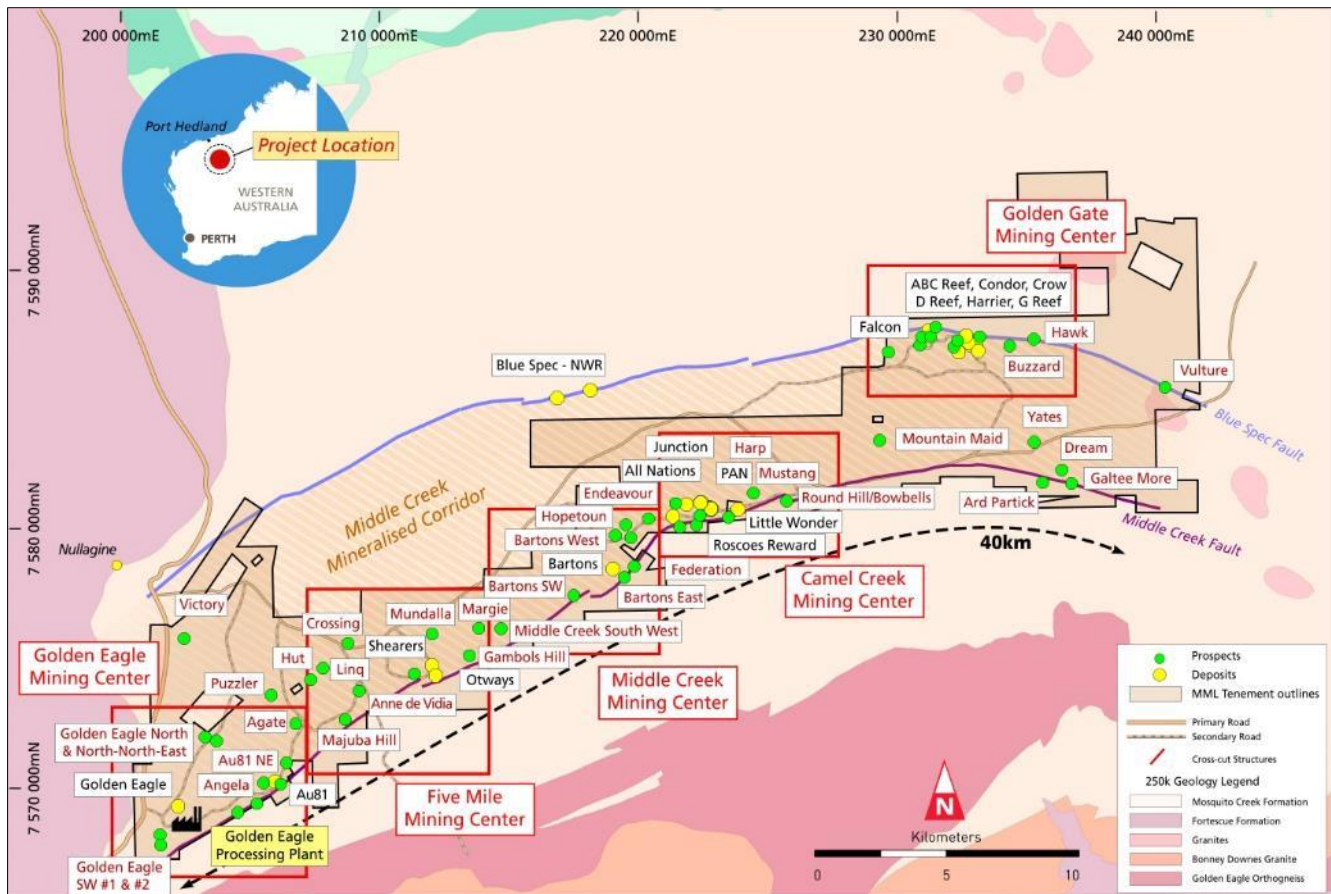 200 000mE
210 000mE
220 000mE
230 000mE
240 000mE
Port Hedland
Project Location
WESTERN
AUSTRALIA
PERTH
7 590 000mN
7 580 000mN
7 570 000mN
Golden Gate
Mining Center
ABC Reef, Condor, Crow
D Reef, Harrier, G Reef
Falcon
Hawk
Buzzard
Vulture
Blue Spec - NWR
Blue Spec Fault
Yates
Mountain Maid
Dream
Junction
Harp
All Nations
PAN
Mustang
Galtee More
Endeavour
Round Hill/Bowbells
Ard Partick
Middle Creek
Mineralised Corridor
Hopetoun
Little Wonder
Middle Creek Fault
Bartons West
Roscoes Reward
40km
Nullagine
Bartons
Federation
Camel Creek
Mining Center
Bartons SW
Bartons East
Victory
Mundalla
Margie
Crossing
Middle Creek South West
Shearers
Golden Eagle
Mining Center
Hut
Linq
Gambols Hill
Otways
Middle Creek
Mining Center
Puzzler
Anne de Vidia
Agate
Majuba Hill
Golden Eagle North
& North-North-East
Au81 NE
Golden Eagle
Angela
Au81
Five Mile
Mining Center
Golden Eagle
Processing Plant
Golden Eagle
SW #1 & #2
N
Kilometers
0
5
10
Prospects
Deposits
MML Tenement outlines
Primary Road
Secondary Road
Cross-cut Structures
250k Geology Legend
Mosquito Creek Formation
Fortescue Formation
Granites
Bonney Downes Granite
Golden Eagle Orthogneiss